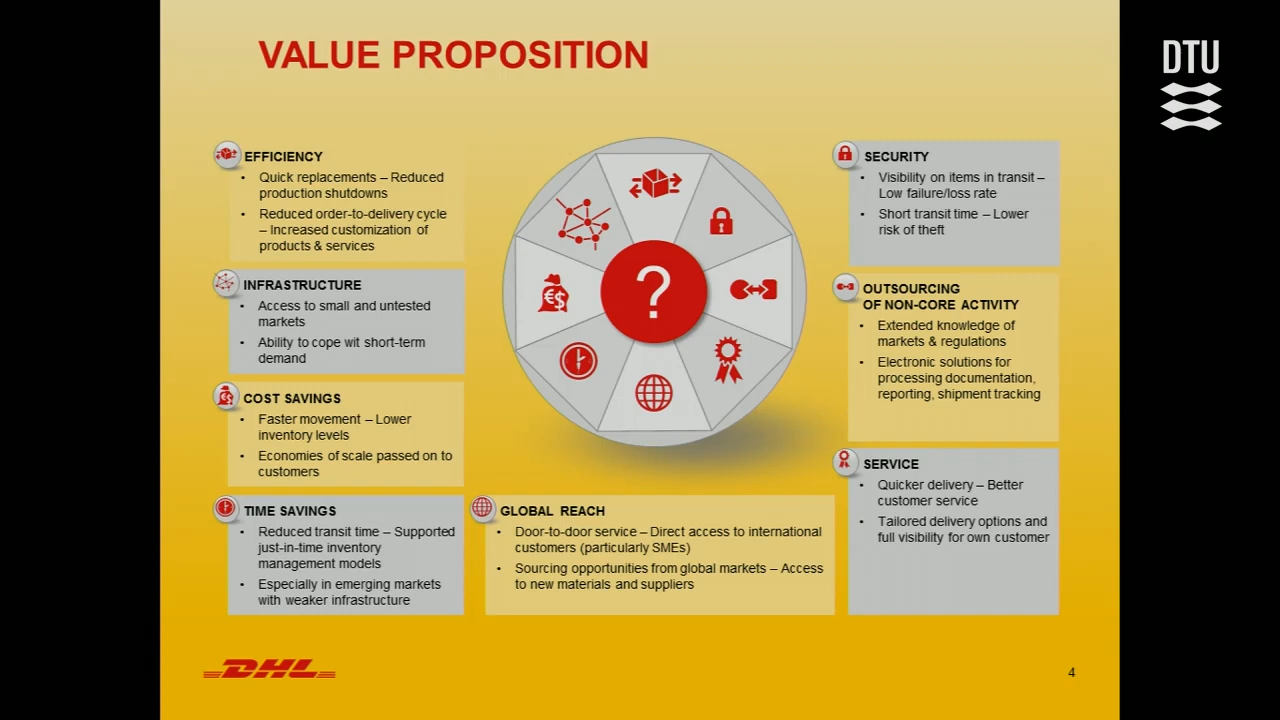 VALUE PROPOSITION
DTU
EFFICIENCY
• Quick replacements – Reduced
production shutdowns
• Reduced order-to-delivery cycle
– Increased customization of
products & services
INFRASTRUCTURE
• Access to small and untested
markets
• Ability to cope wit short-term
demand
COST SAVINGS
• Faster movement – Lower
inventory levels
• Economies of scale passed on to
customers
TIME SAVINGS
• Reduced transit time – Supported
just-in-time inventory
management models
• Especially in emerging markets
with weaker infrastructure
?
€$
GLOBAL REACH
• Door-to-door service – Direct access to international
customers (particularly SMEs)
• Sourcing opportunities from global markets – Access
to new materials and suppliers
SECURITY
• Visibility on items in transit –
Low failure/loss rate
• Short transit time – Lower
risk of theft
OUTSOURCING
OF NON-CORE ACTIVITY
• Extended knowledge of
markets & regulations
• Electronic solutions for
processing documentation,
reporting, shipment tracking
SERVICE
• Quicker delivery – Better
customer service
• Tailored delivery options and
full visibility for own customer
DHL
4